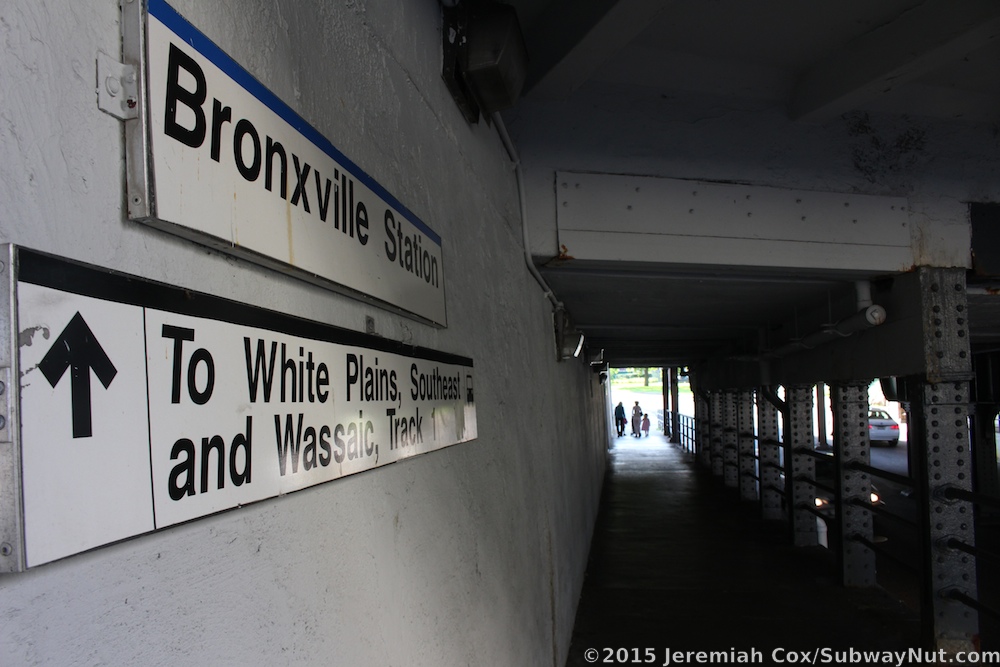 Bronxville Station
To White Plains, Southeast
and Wassaic, Track 1
©2015 Jeremiah Cox/SubwayNut.com